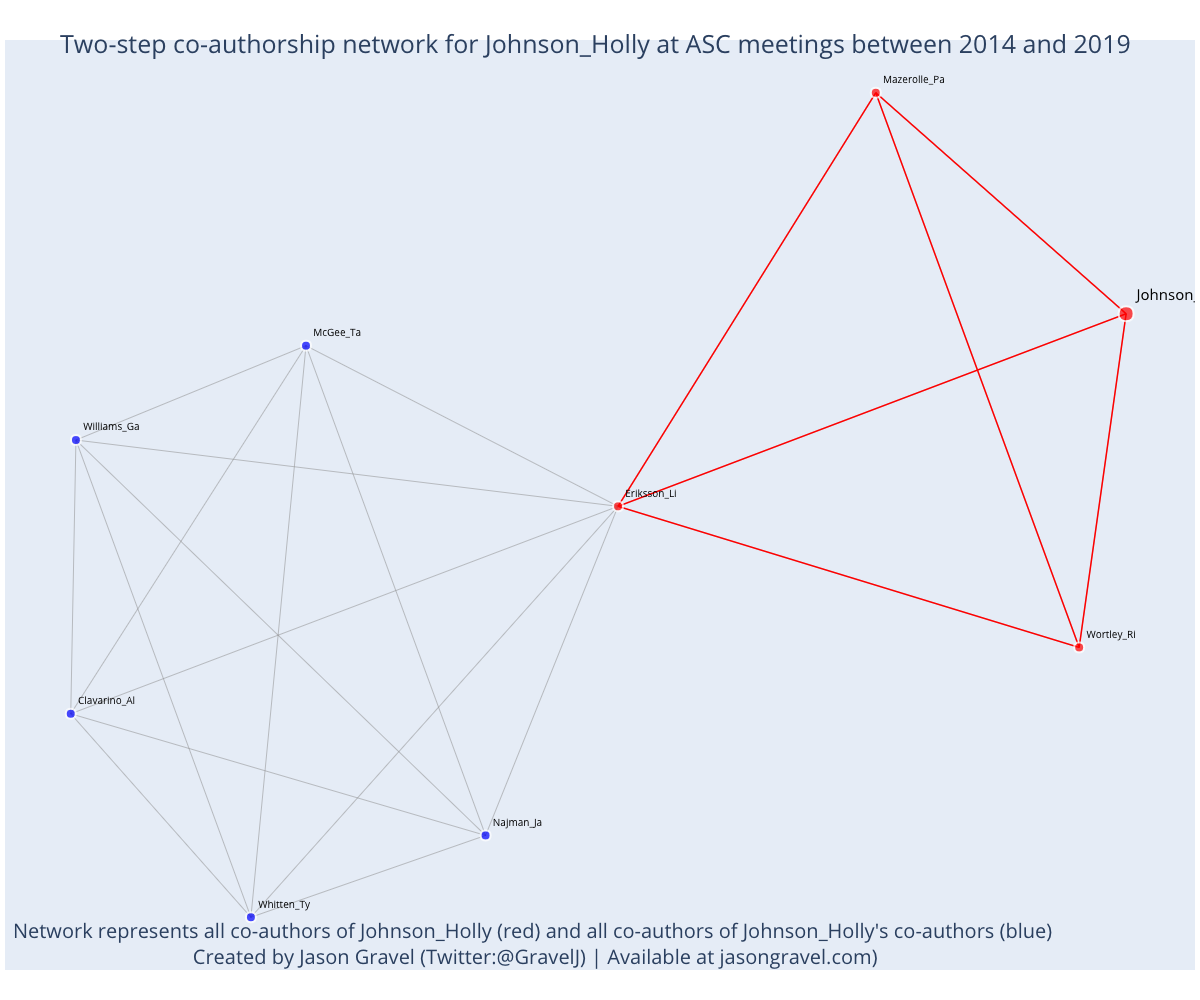 Two-step co-authorship network for Johnson_Holly at ASC meetings between 2014 and 2019
Mazerolle_Pa
Johnson_
McGee_Ta
Williams_Ga
Eriksson_Li
Wortley_Ri
Clavarino_Al
Najman_Ja
Whitten_Ty
Network represents all co-authors of Johnson_Holly (red) and all co-authors of Johnson_Holly's co-authors (blue)
Created by Jason Gravel (Twitter:@GravelJ) | Available at jasongravel.com)